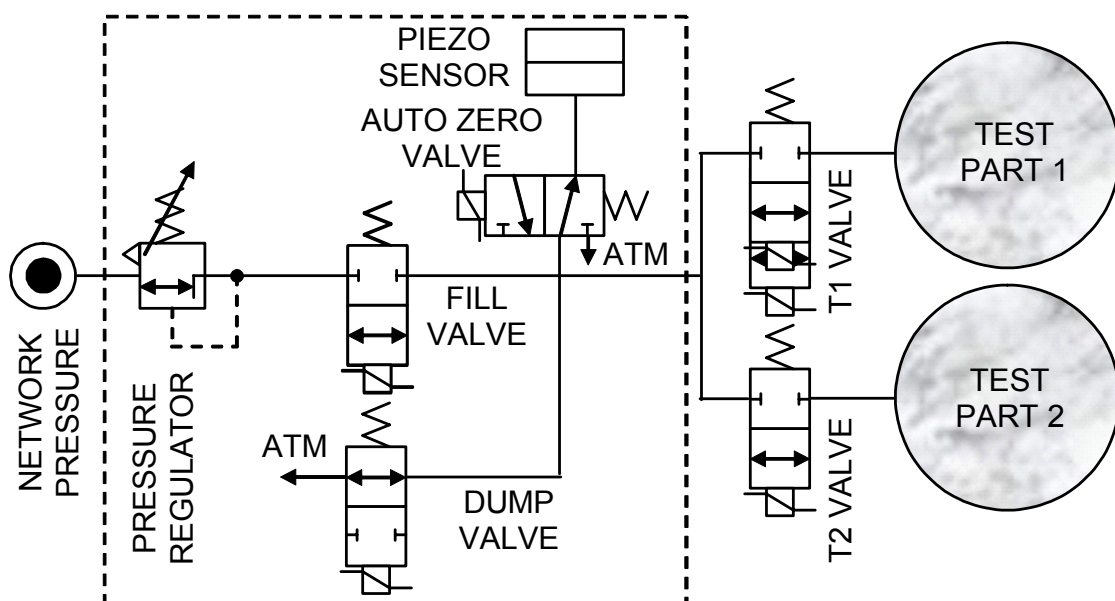 PIEZO
SENSOR
AUTO ZERO
VALVE
ATM
NETWORK
PRESSURE
PRESSURE
REGULATOR
FILL
VALVE
ATM
DUMP
VALVE
T1 VALVE
T2 VALVE
TEST
PART 1
TEST
PART 2